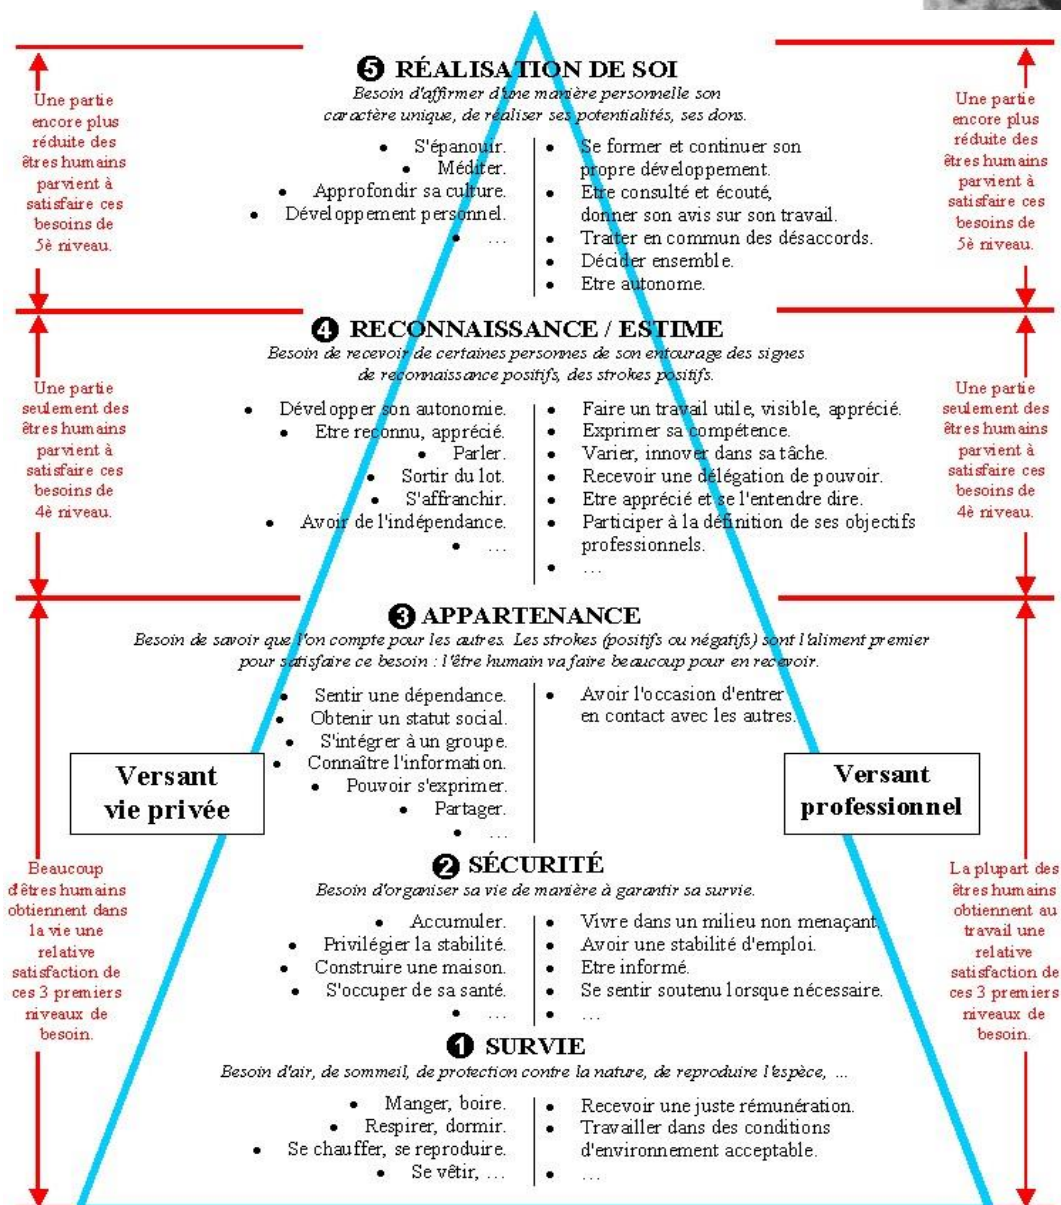 ❺ RÉALISATION DE SOI
Besoin d'affirmer d'une manière personnelle son
caractère unique, de réaliser ses potentialités, ses dons.
Une partie
encore plus
réduite des
êtres humains
parvient à
satisfaire ces
besoins de
5è niveau.
• S'épanouir.
• Méditer.
• Approfondir sa culture.
• Développement personnel.
• …
• Se former et continuer son
propre développement.
• Etre consulté et écouté,
donner son avis sur son travail.
• Traiter en commun des désaccords.
• Décider ensemble.
• Etre autonome.
Une partie
encore plus
réduite des
êtres humains
parvient à
satisfaire ces
besoins de
5è niveau.
❹ RECONNAISSANCE / ESTIME
Besoin de recevoir de certaines personnes de son entourage des signes
de reconnaissance positifs, des strokes positifs.
Une partie
seulement des
êtres humains
parvient à
satisfaire ces
besoins de
4è niveau.
• Développer son autonomie.
• Etre reconnu, apprécié.
• Parler.
• Sortir du lot.
• S'affranchir.
• Avoir de l'indépendance.
• …
• Faire un travail utile, visible, apprécié.
• Exprimer sa compétence.
• Varier, innover dans sa tâche.
• Recevoir une délégation de pouvoir.
• Etre apprécié et se l'entendre dire.
• Participer à la définition de ses objectifs
professionnels.
• …
Une partie
seulement des
êtres humains
parvient à
satisfaire ces
besoins de
4è niveau.
❸ APPARTENANCE
Besoin de savoir que l'on compte pour les autres. Les strokes (positifs ou négatifs) sont l'aliment premier
pour satisfaire ce besoin : l'être humain va faire beaucoup pour en recevoir.
• Sentir une dépendance.
• Obtenir un statut social.
• S'intégrer à un groupe.
• Connaître l'information.
• Pouvoir s'exprimer.
• Partager.
• …
• Avoir l'occasion d'entrer
en contact avec les autres.
Versant
vie privée
Versant
professionnel
❷ SÉCURITÉ
Besoin d'organiser sa vie de manière à garantir sa survie.
Beaucoup
d'êtres humains
obtiennent dans
la vie une
relative
satisfaction de
ces 3 premiers
niveaux de
besoin.
• Accumuler.
• Privilégier la stabilité.
• Construire une maison.
• S'occuper de sa santé.
• …
• Vivre dans un milieu non menaçant.
• Avoir une stabilité d'emploi.
• Etre informé.
• Se sentir soutenu lorsque nécessaire.
• …
La plupart des
êtres humains
obtiennent au
travail une
relative
satisfaction de
ces 3 premiers
niveaux de
besoin.
❶ SURVIE
Besoin d'air, de sommeil, de protection contre la nature, de reproduire l'espèce, …
• Manger, boire.
• Respirer, dormir.
• Se chauffer, se reproduire.
• Se vêtir, …
• Recevoir une juste rémunération.
• Travailler dans des conditions
d'environnement acceptable.
• …